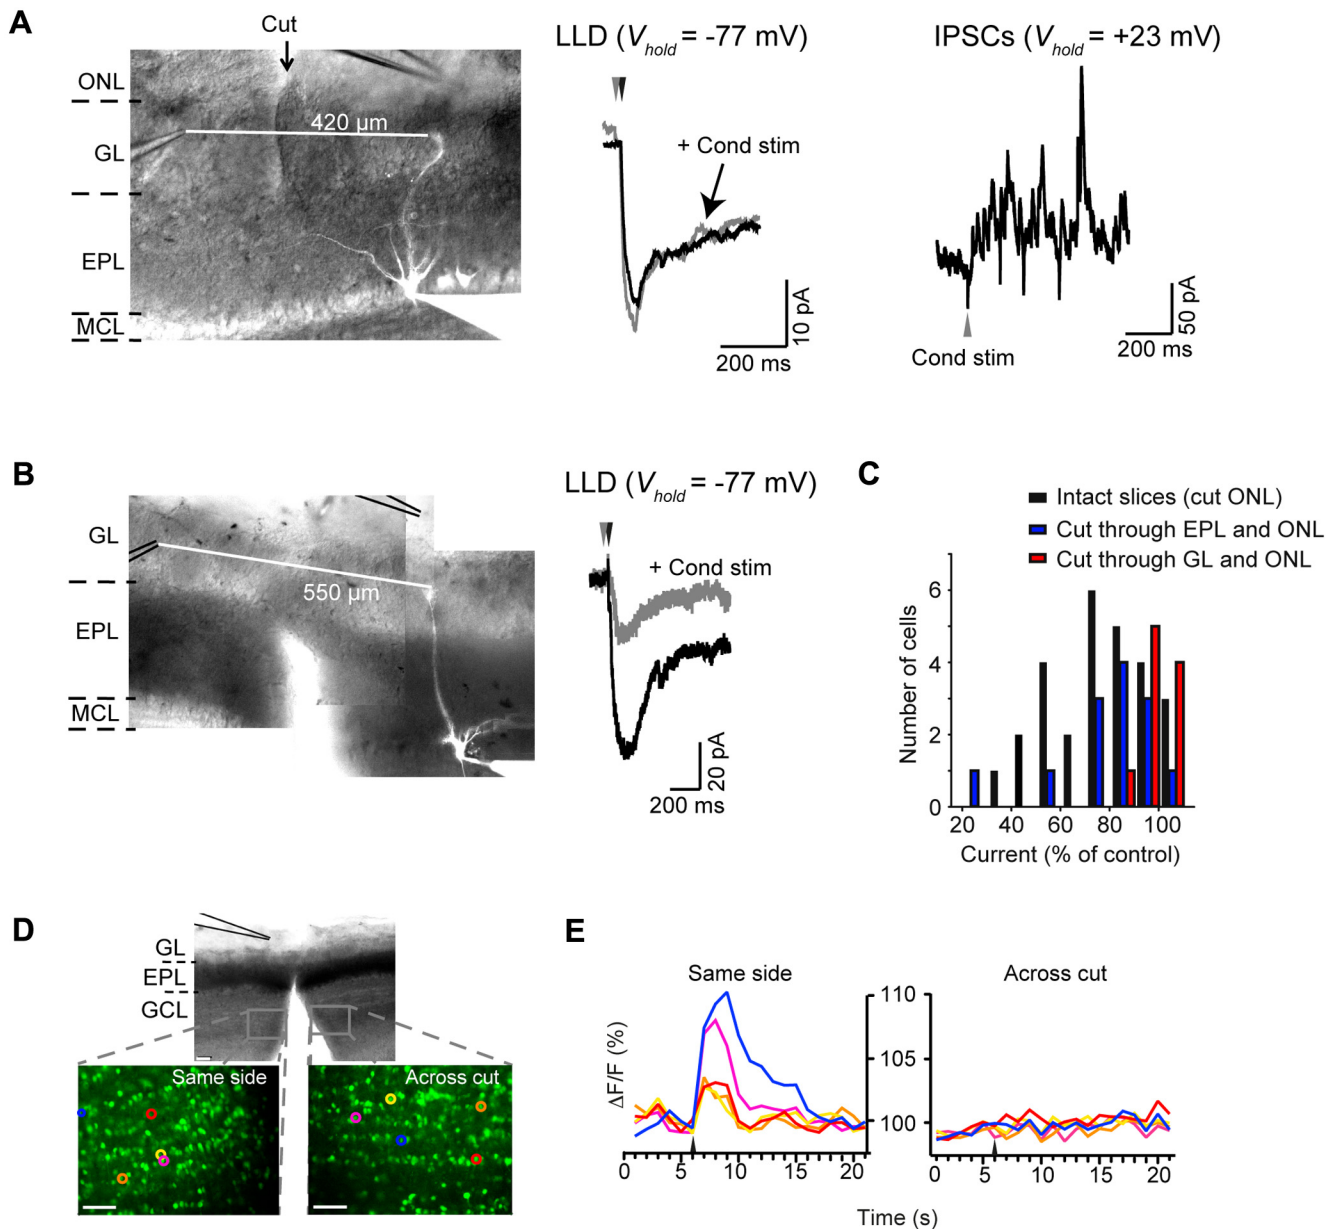 A
Cut
ONL
GL
EPL
MCL
420 µm
LLD (Vhold = -77 mV)
+ Cond stim
10 pA
200 ms
IPSCs (Vhold = +23 mV)
Cond stim
50 pA
200 ms
B
GL
EPL
MCL
550 µm
LLD (Vhold = -77 mV)
+ Cond stim
20 pA
200 ms
C
Intact slices (cut ONL)
Cut through EPL and ONL
Cut through GL and ONL
Number of cells
6
4
2
0
20 40 60 80 100
Current (% of control)
D
GL
EPL
GCL
Same side
Across cut
E
Same side
Across cut
ΔF/F (%)
110
105
100
0 5 10 15 20
0 5 10 15 20
Time (s)